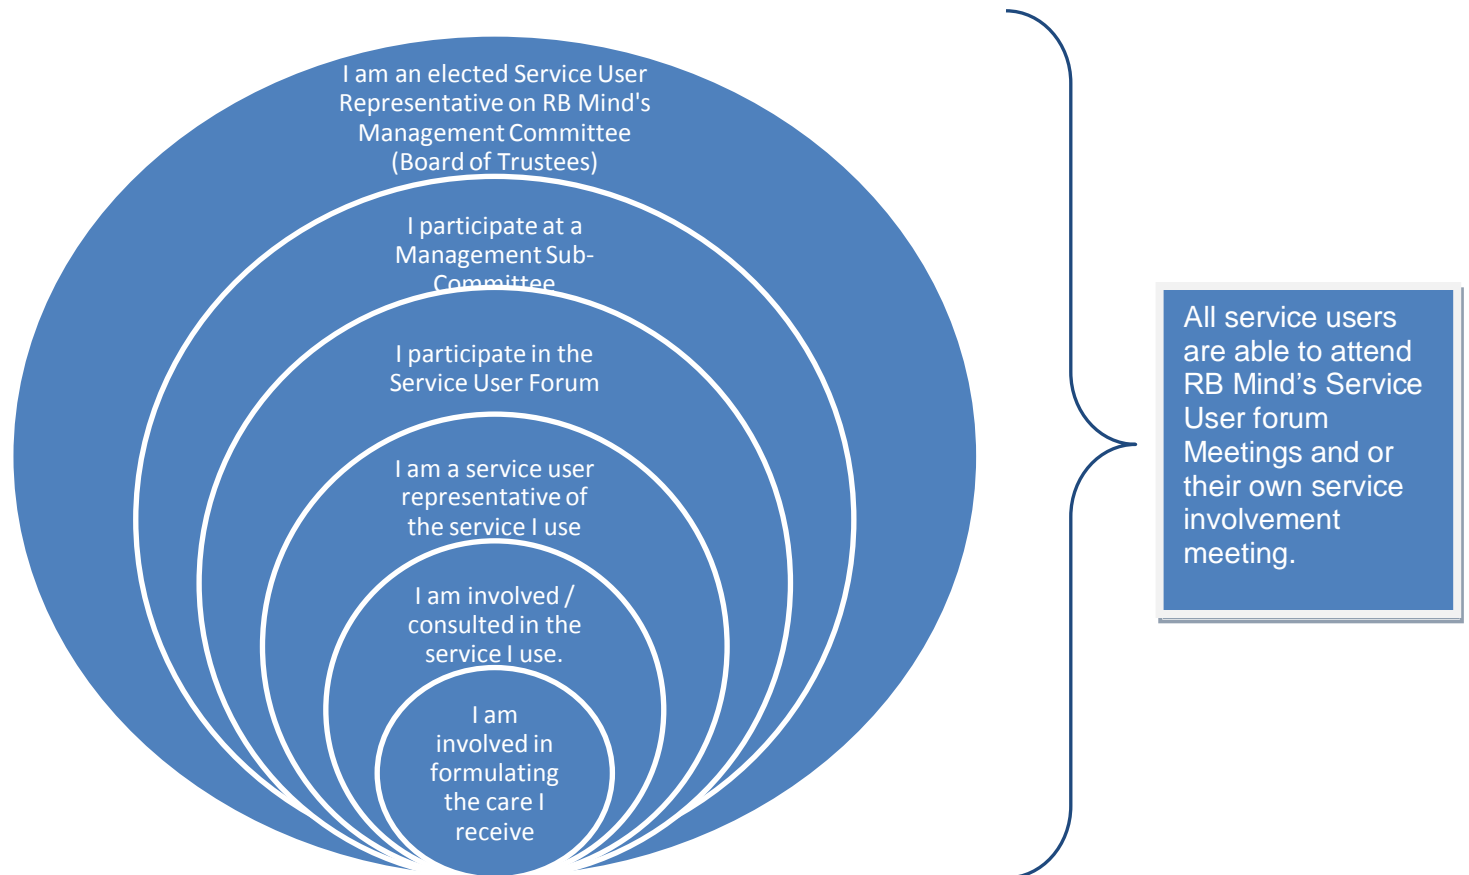 I am an elected Service User
Representative on RB Mind's
Management Committee
(Board of Trustees)
I participate at a
Management Sub-
Committee
I participate in the
Service User Forum
I am a service user
representative of
the service I use
I am involved /
consulted in the
service I use.
I am
involved in
formulating
the care I
receive
All service users
are able to attend
RB Mind’s Service
User forum
Meetings and or
their own service
involvement
meeting.